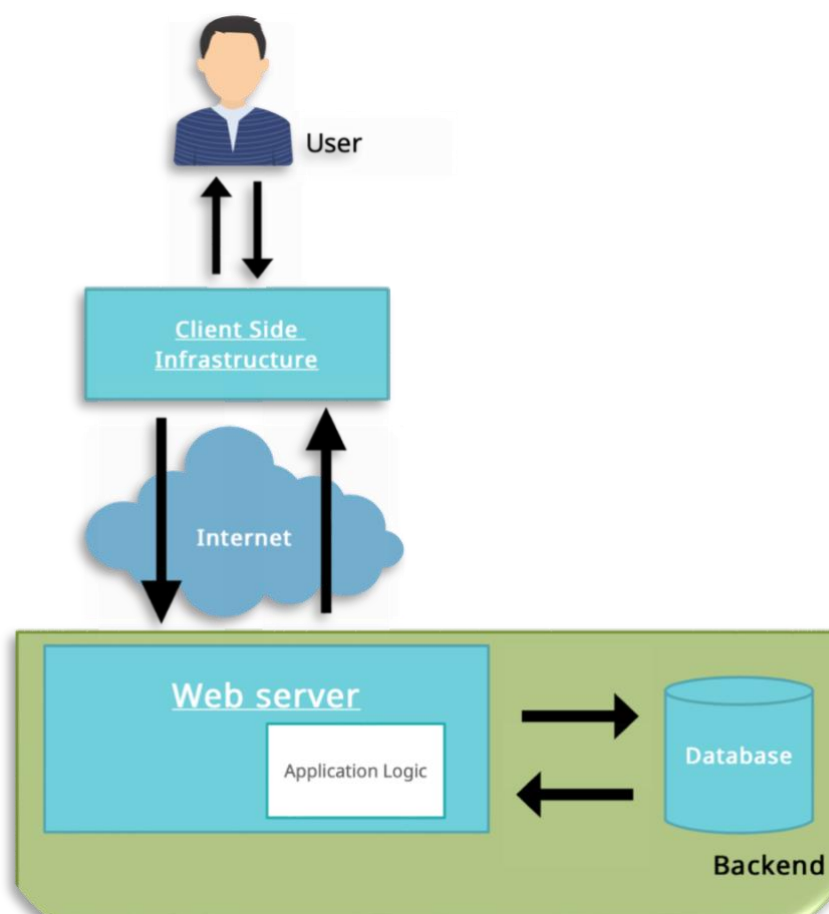 User
Client Side
Infrastructure
Internet
Web server
Application Logic
Database
Backend